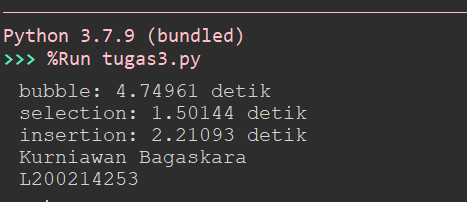 Python 3.7.9 (bundled)
>>> %Run tugas3.py
bubble: 4.74961 detik
selection: 1.50144 detik
insertion: 2.21093 detik
Kurniawan Bagaskara
L200214253